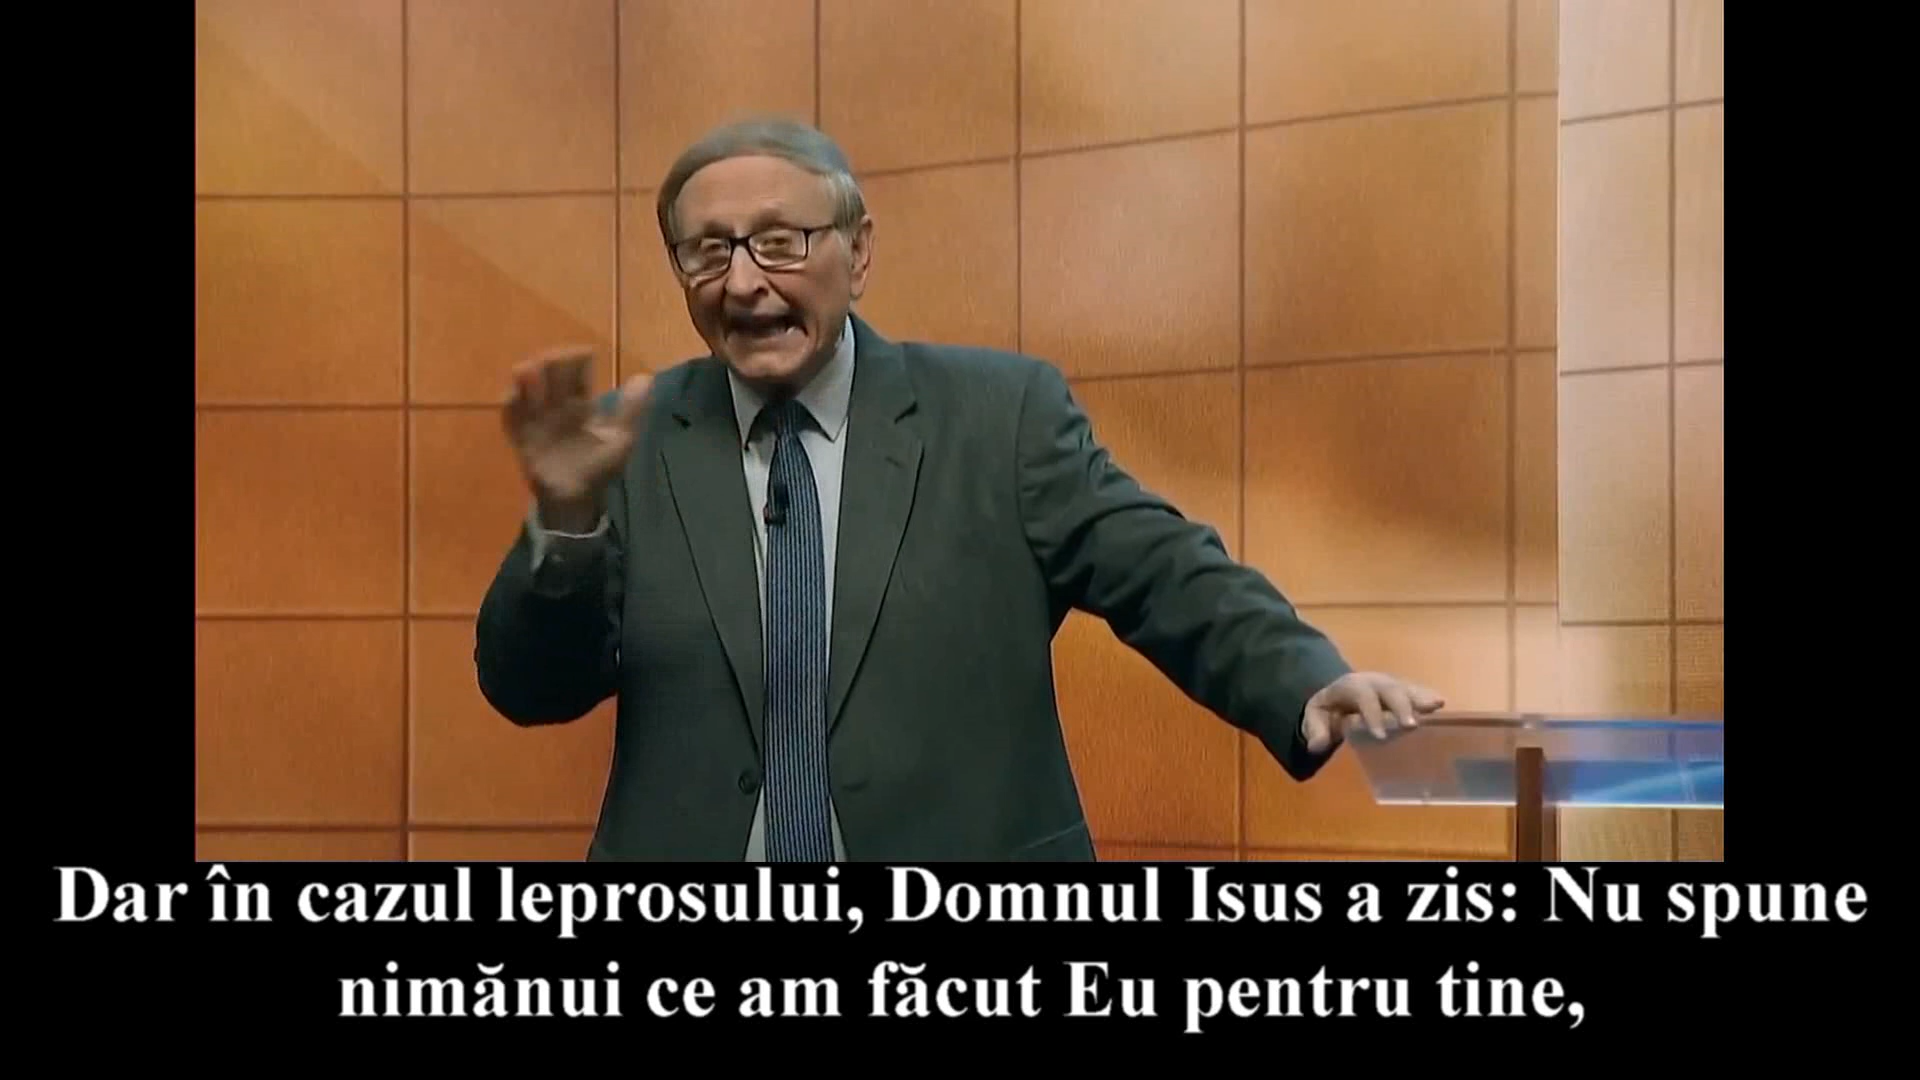 Dar în cazul leprosului, Domnul Isus a zis: Nu spune
nimănui ce am făcut Eu pentru tine,